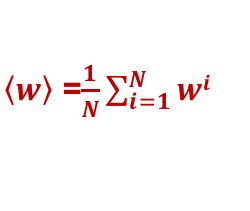 ⟨w⟩ = 1/N ∑_{i=1}^{N} w^i